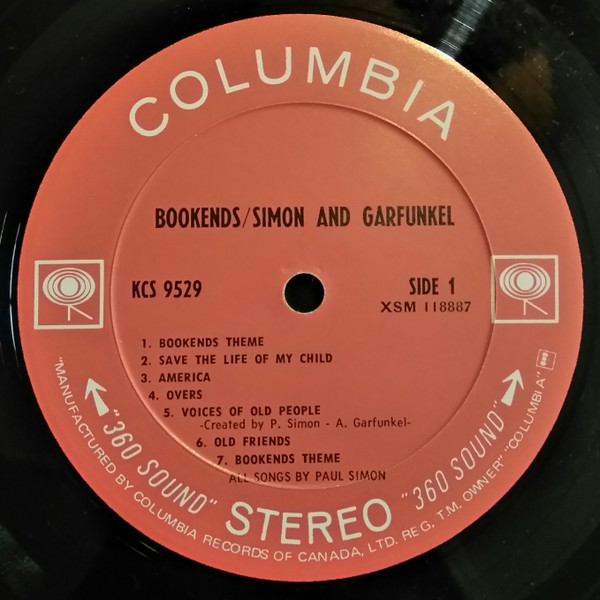 COLUMBIA
BOOKENDS/SIMON AND GARFUNKEL
KCS 9529
SIDE 1
XSM 118887
1. BOOKENDS THEME
2. SAVE THE LIFE OF MY CHILD
3. AMERICA
4. OVERS
5. VOICES OF OLD PEOPLE
-Created by P. Simon - A. Garfunkel-
6. OLD FRIENDS
7. BOOKENDS THEME
ALL SONGS BY PAUL SIMON
"360 SOUND" STEREO "360 SOUND"
"MANUFACTURED BY COLUMBIA RECORDS OF CANADA, LTD. REG. T.M. OWNER" "COLUMBIA"